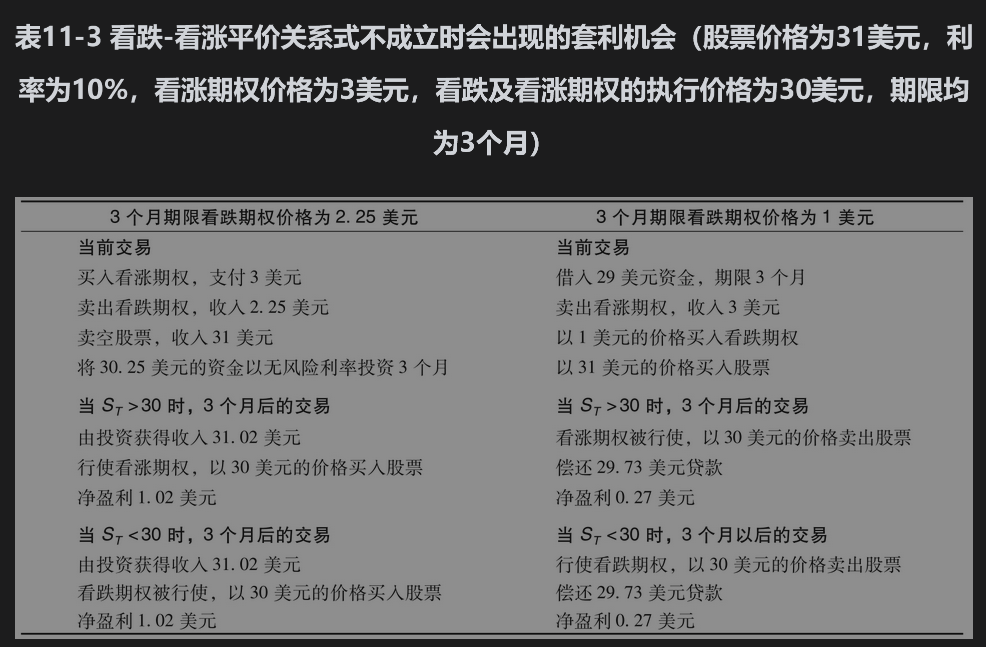 表11-3 看跌-看涨平价关系式不成立时会出现的套利机会（股票价格为31美元，利
率为10%，看涨期权价格为3美元，看跌及看涨期权的执行价格为30美元，期限均
为3个月）
3 个月期限看跌期权价格为 2. 25 美元
当前交易
买入看涨期权，支付 3 美元
卖出看跌期权，收入 2. 25 美元
卖空股票，收入 31 美元
将 30. 25 美元的资金以无风险利率投资 3 个月
当 S_T >30 时，3 个月后的交易
由投资获得收入 31. 02 美元
行使看涨期权，以 30 美元的价格买入股票
净盈利 1. 02 美元
当 S_T <30 时，3 个月后的交易
由投资获得收入 31. 02 美元
看跌期权被行使，以 30 美元的价格买入股票
净盈利 1. 02 美元
3 个月期限看跌期权价格为 1 美元
当前交易
借入 29 美元资金，期限 3 个月
卖出看涨期权，收入 3 美元
以 1 美元的价格买入看跌期权
以 31 美元的价格买入股票
当 S_T >30 时，3 个月后的交易
看涨期权被行使，以 30 美元的价格卖出股票
偿还 29. 73 美元贷款
净盈利 0. 27 美元
当 S_T <30 时，3 个月以后的交易
行使看跌期权，以 30 美元的价格卖出股票
偿还 29. 73 美元贷款
净盈利 0. 27 美元